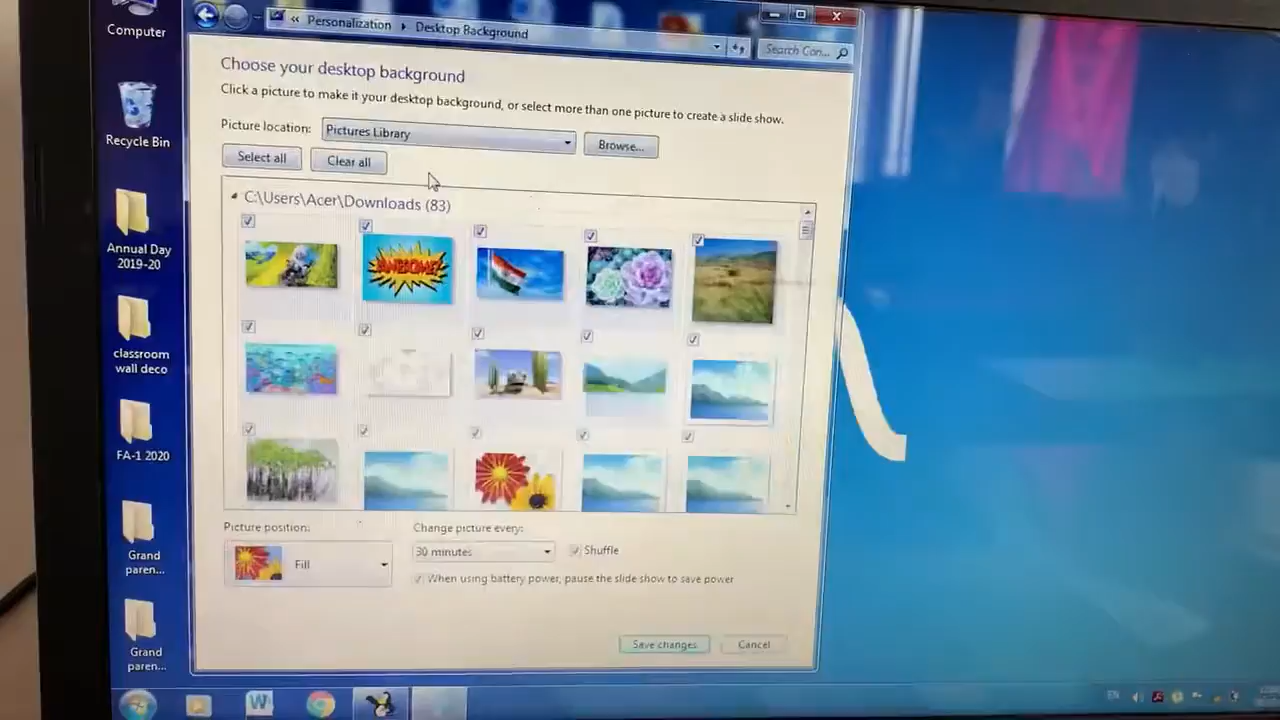 Computer
Recycle Bin
Annual Day
2019-20
classroom
wall deco
FA-1 2020
Grand
paren...
Grand
paren...
« Personalization ▸ Desktop Background
Search Con...
Choose your desktop background
Click a picture to make it your desktop background, or select more than one picture to create a slide show.
Picture location: Pictures Library Browse...
Select all Clear all
C:\Users\Acer\Downloads (83)
AWESOME!
Picture position: Change picture every:
Fill 30 minutes Shuffle
When using battery power, pause the slide show to save power
Save changes Cancel
W
EN